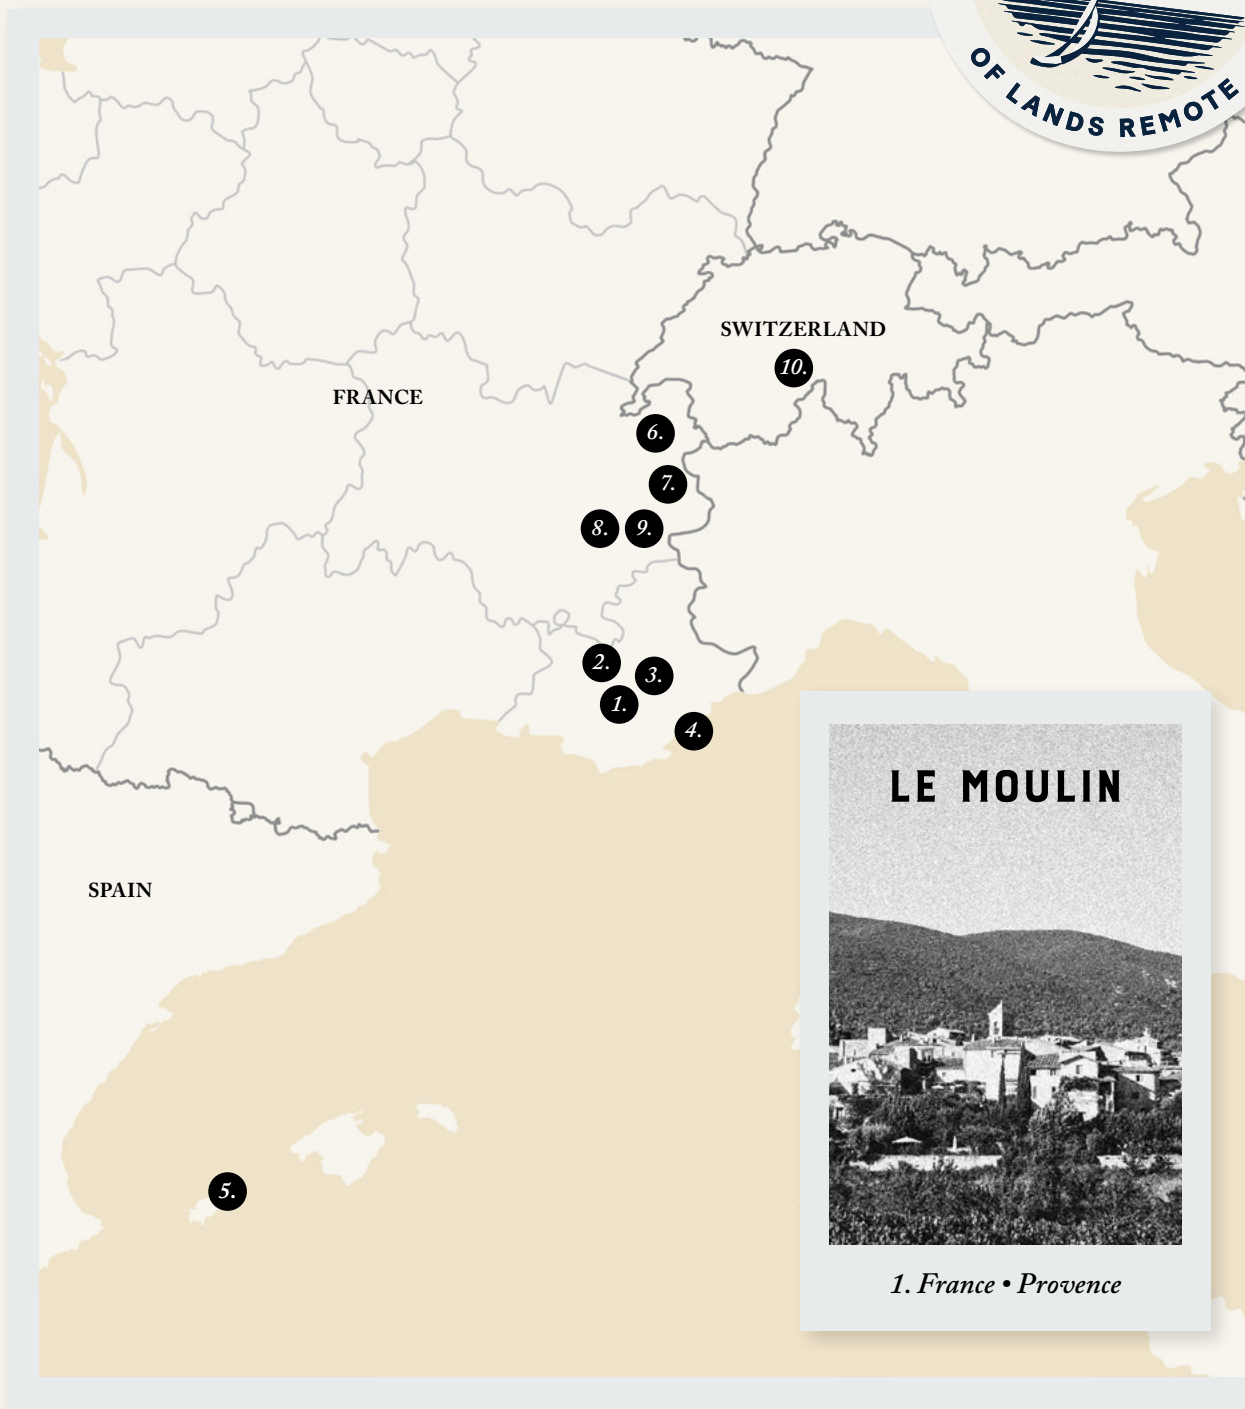 OF LANDS REMOTE
SWITZERLAND
10.
FRANCE
6.
7.
8. 9.
2.
3.
1.
4.
LE MOULIN
SPAIN
5.
1. France • Provence